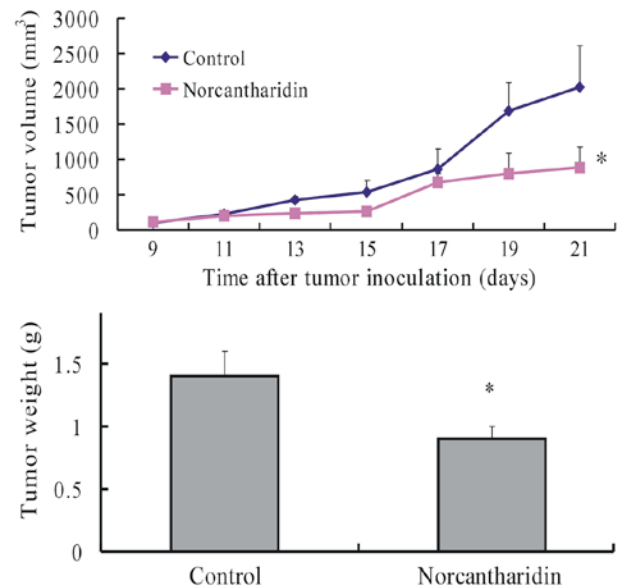 Tumor volume (mm³)
3000
2500
2000
1500
1000
500
0
Control
Norcantharidin
*
9 11 13 15 17 19 21
Time after tumor inoculation (days)
Tumor weight (g)
1.5
1
0.5
0
*
Control Norcantharidin